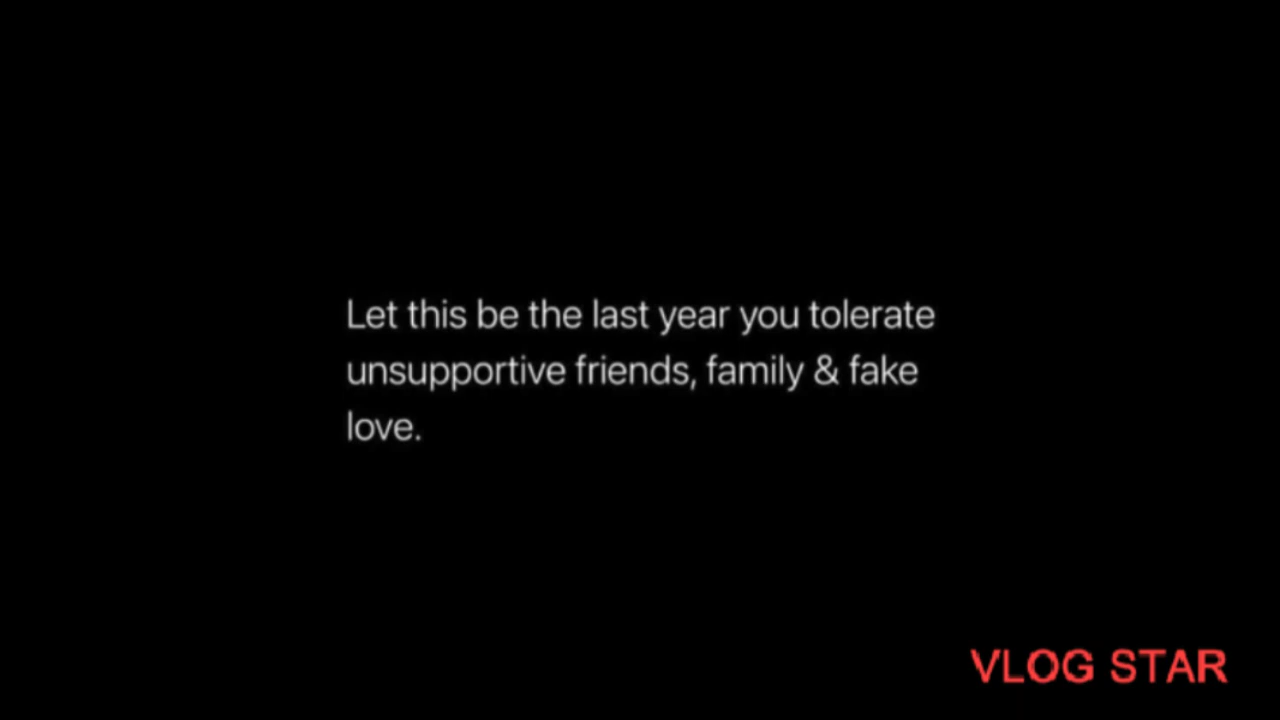 Let this be the last year you tolerate
unsupportive friends, family & fake
love.
VLOG STAR